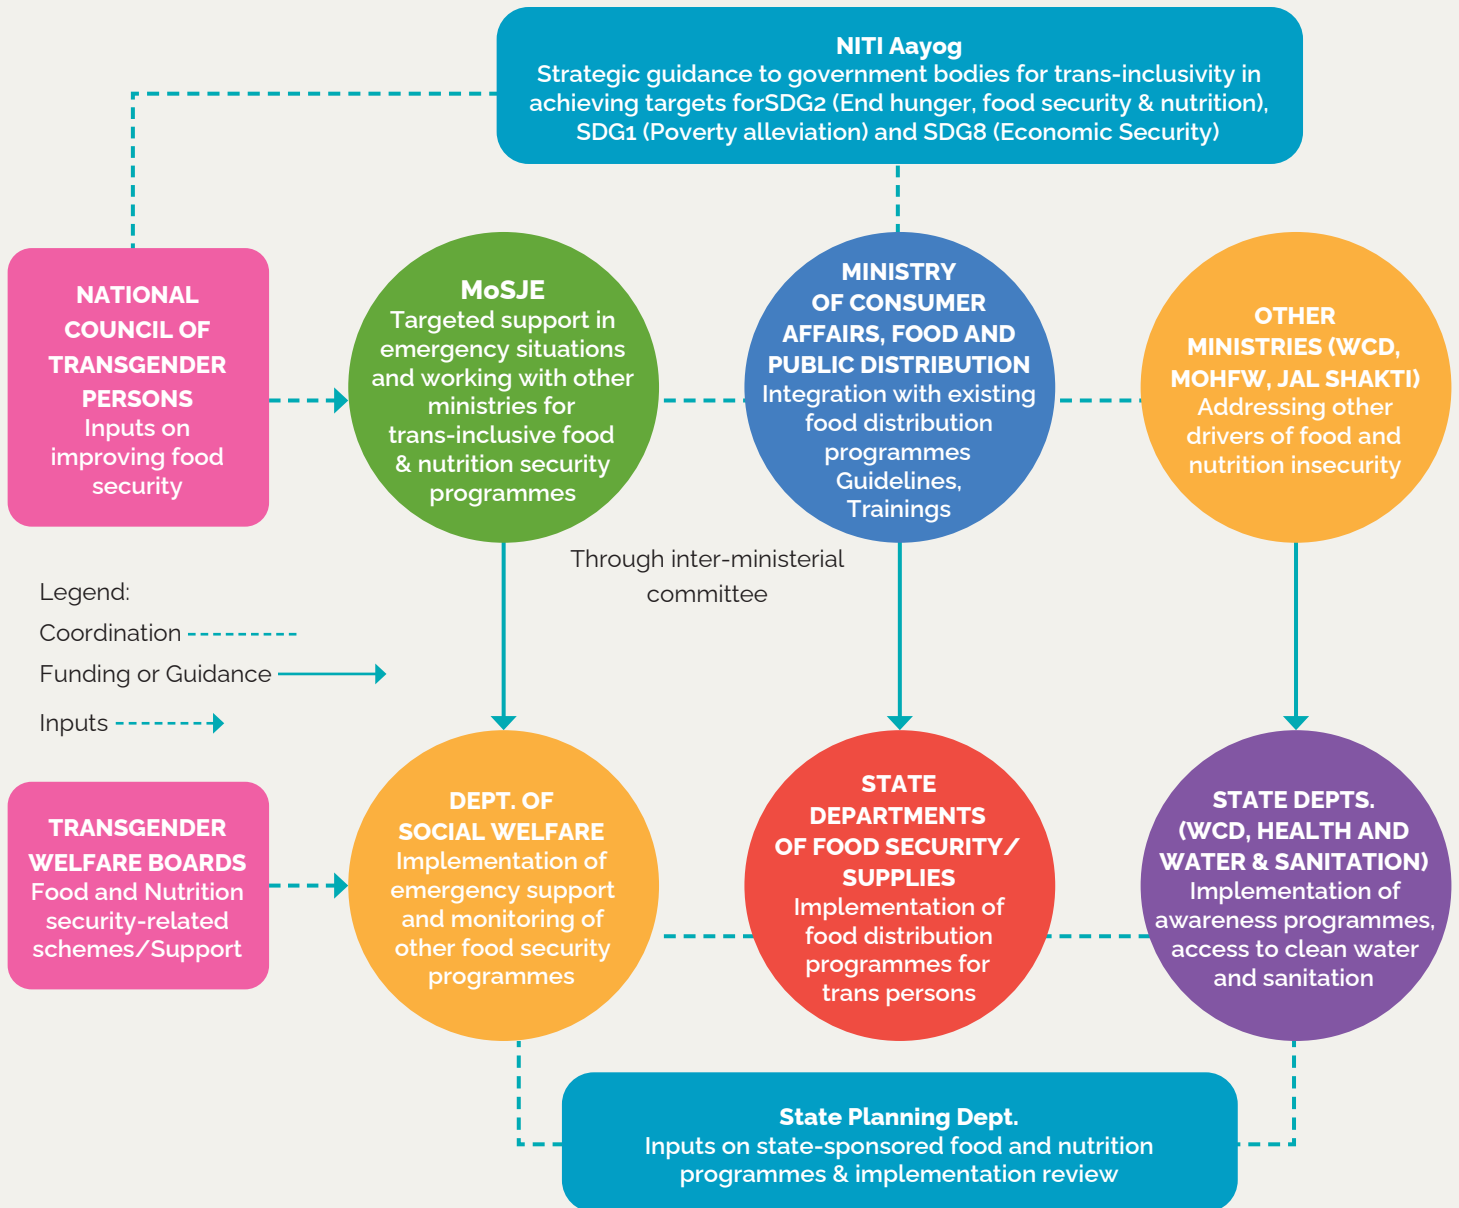 NITI Aayog
Strategic guidance to government bodies for trans-inclusivity in
achieving targets forSDG2 (End hunger, food security & nutrition),
SDG1 (Poverty alleviation) and SDG8 (Economic Security)
NATIONAL
COUNCIL OF
TRANSGENDER
PERSONS
Inputs on
improving food
security
MoSJE
Targeted support in
emergency situations
and working with other
ministries for
trans-inclusive food
& nutrition security
programmes
MINISTRY
OF CONSUMER
AFFAIRS, FOOD AND
PUBLIC DISTRIBUTION
Integration with existing
food distribution
programmes
Guidelines,
Trainings
OTHER
MINISTRIES (WCD,
MOHFW, JAL SHAKTI)
Addressing other
drivers of food and
nutrition insecurity
Through inter-ministerial
committee
Legend:
Coordination
Funding or Guidance
Inputs
TRANSGENDER
WELFARE BOARDS
Food and Nutrition
security-related
schemes/Support
DEPT. OF
SOCIAL WELFARE
Implementation of
emergency support
and monitoring of
other food security
programmes
STATE
DEPARTMENTS
OF FOOD SECURITY/
SUPPLIES
Implementation of
food distribution
programmes for
trans persons
STATE DEPTS.
(WCD, HEALTH AND
WATER & SANITATION)
Implementation of
awareness programmes,
access to clean water
and sanitation
State Planning Dept.
Inputs on state-sponsored food and nutrition
programmes & implementation review